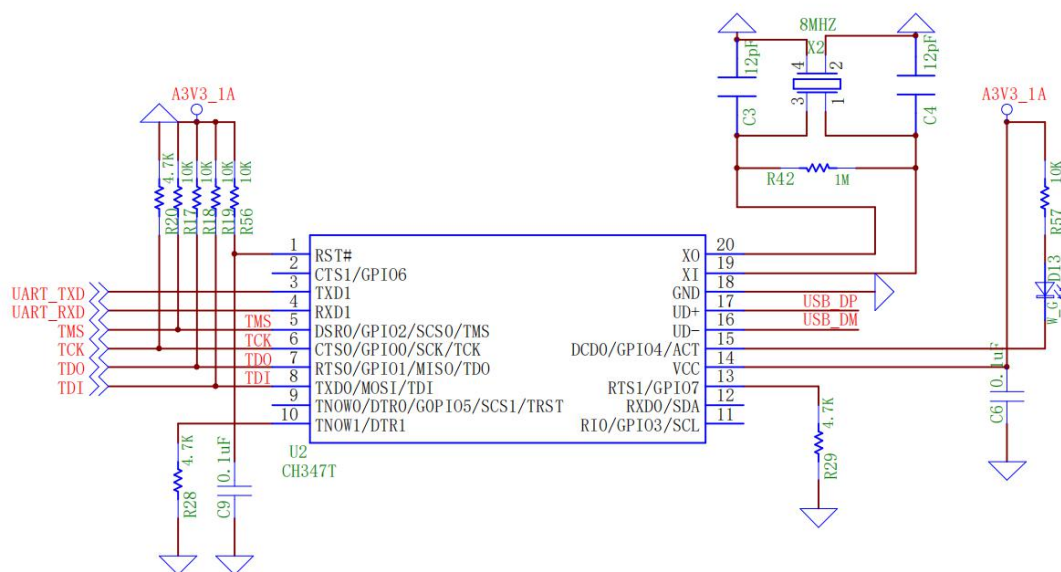 8MHZ
X2
12pF
C3
4
3
2
1
12pF
C4
R42
1M
A3V3_1A
4.7K
10K
10K
10K
10K
R20
R17
R18
R19
R56
A3V3_1A
10K
R57
D13
W_G
1 RST#
2 CTS1/GPIO6
UART_TXD 3 TXD1
UART_RXD 4 RXD1
TMS TMS 5 DSR0/GPIO2/SCS0/TMS
TCK TCK 6 CTS0/GPIO0/SCK/TCK
TDO TDO 7 RTS0/GPIO1/MISO/TDO
TDI TDI 8 TXD0/MOSI/TDI
9 TNOW0/DTR0/GOPIO5/SCS1/TRST
10 TNOW1/DTR1
XO 20
XI 19
GND 18
UD+ 17 USB_DP
UD- 16 USB_DM
DCD0/GPIO4/ACT 15
VCC 14
RTS1/GPIO7 13
RXD0/SDA 12
RI0/GPIO3/SCL 11
U2
CH347T
4.7K
R28
0.1uF
C9
4.7K
R29
0.1uF
C6